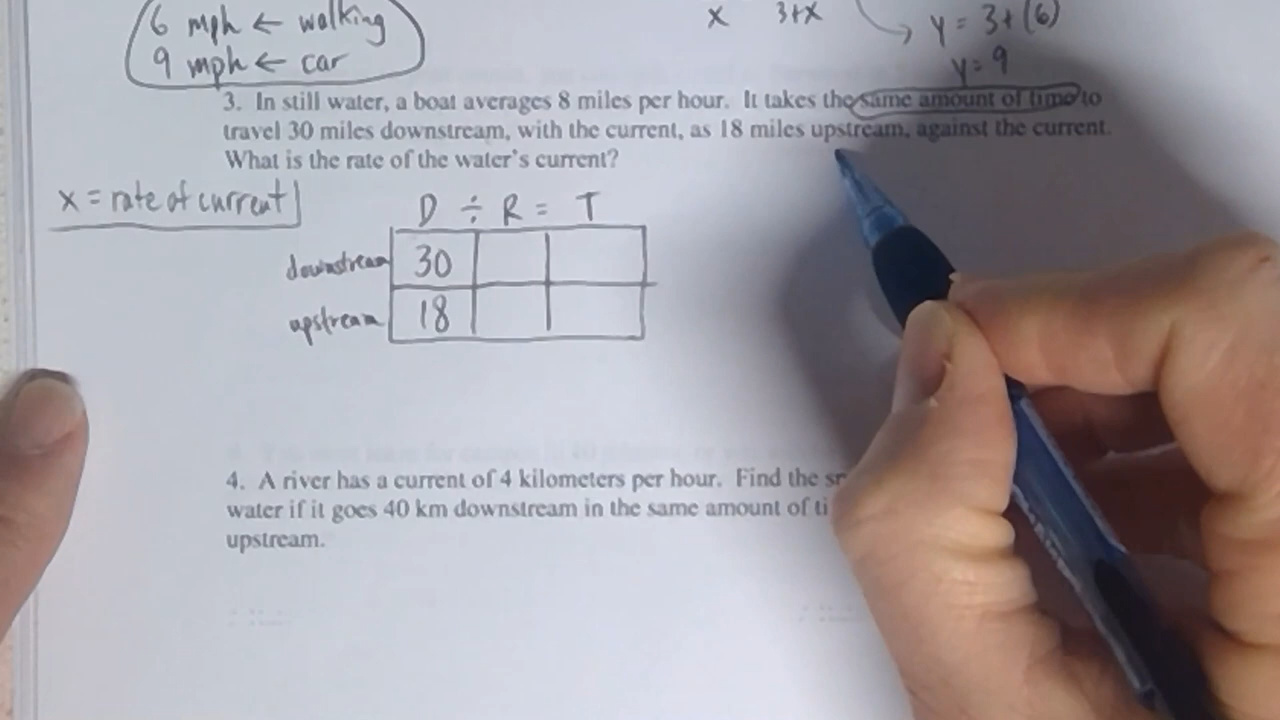 6 mph ← walking
9 mph ← car
x 3+x
y = 3+(6)
y=9
3. In still water, a boat averages 8 miles per hour. It takes the same amount of time to
travel 30 miles downstream, with the current, as 18 miles upstream, against the current.
What is the rate of the water's current?
x = rate of current
D ÷ R = T
downstream 30
upstream 18
4. A river has a current of 4 kilometers per hour. Find the
water if it goes 40 km downstream in the same amount of
upstream.